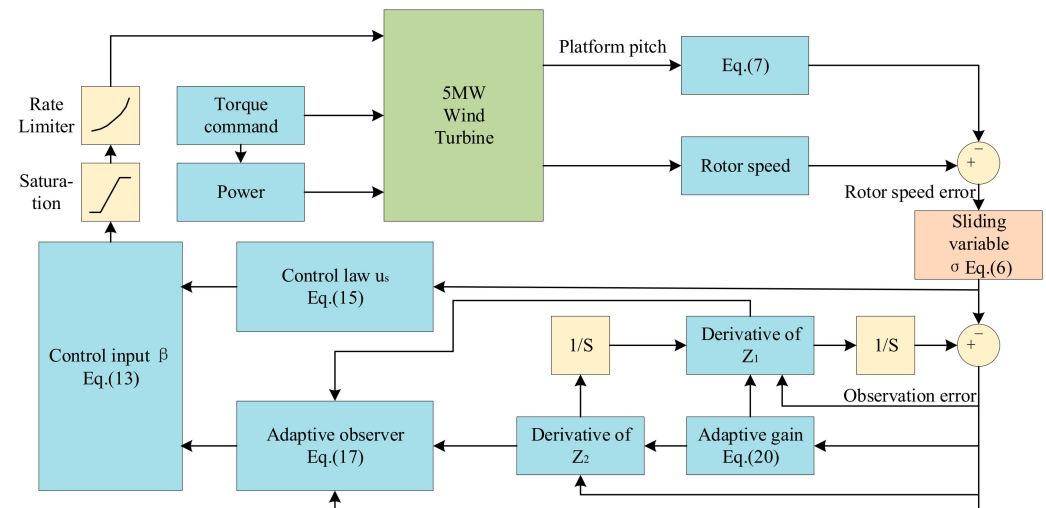 Platform pitch
Eq.(7)
5MW
Wind
Turbine
Rate
Limiter
Torque
command
−
+
Satura-
tion
Power
Rotor speed
Rotor speed error
Sliding
variable
σ Eq.(6)
Control law uₛ
Eq.(15)
Control input β
Eq.(13)
1/S
Derivative of
Z₁
1/S
−
+
Observation error
Adaptive observer
Eq.(17)
Derivative of
Z₂
Adaptive gain
Eq.(20)